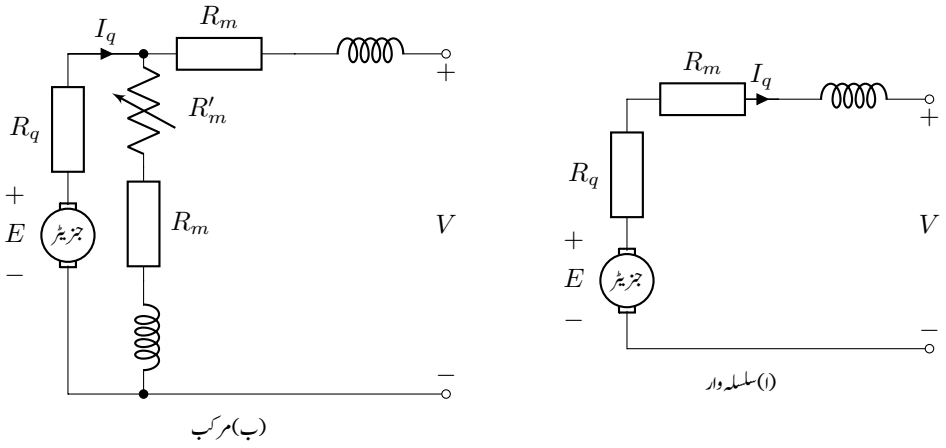 I_q
R_m
+
R'_m
R_q
R_m
+
E
−
جنریٹر
V
−
(ب) مرکب
R_m
I_q
+
R_q
+
E
−
جنریٹر
V
−
(ا) سلسلہ وار